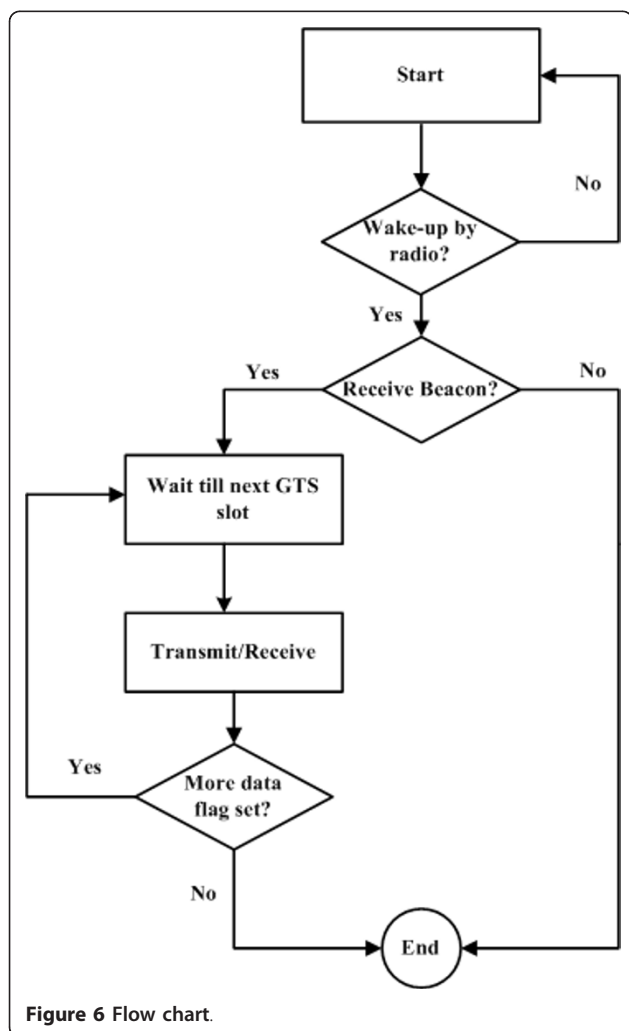 Start
No
Wake-up by
radio?
Yes
Yes
No
Receive Beacon?
Wait till next GTS
slot
Transmit/Receive
Yes
More data
flag set?
No
End
Figure 6 Flow chart.